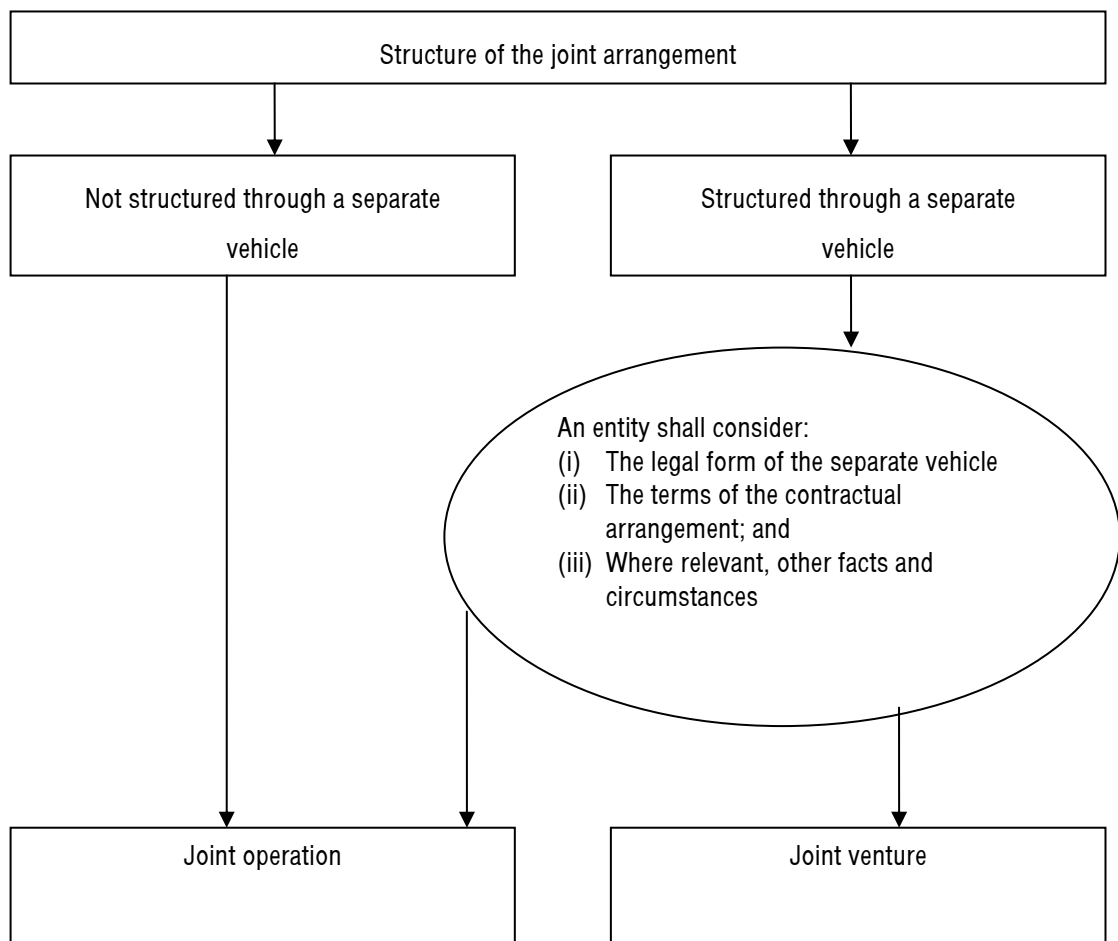 Structure of the joint arrangement
Not structured through a separate
vehicle
Structured through a separate
vehicle
An entity shall consider:
(i) The legal form of the separate vehicle
(ii) The terms of the contractual
arrangement; and
(iii) Where relevant, other facts and
circumstances
Joint operation
Joint venture